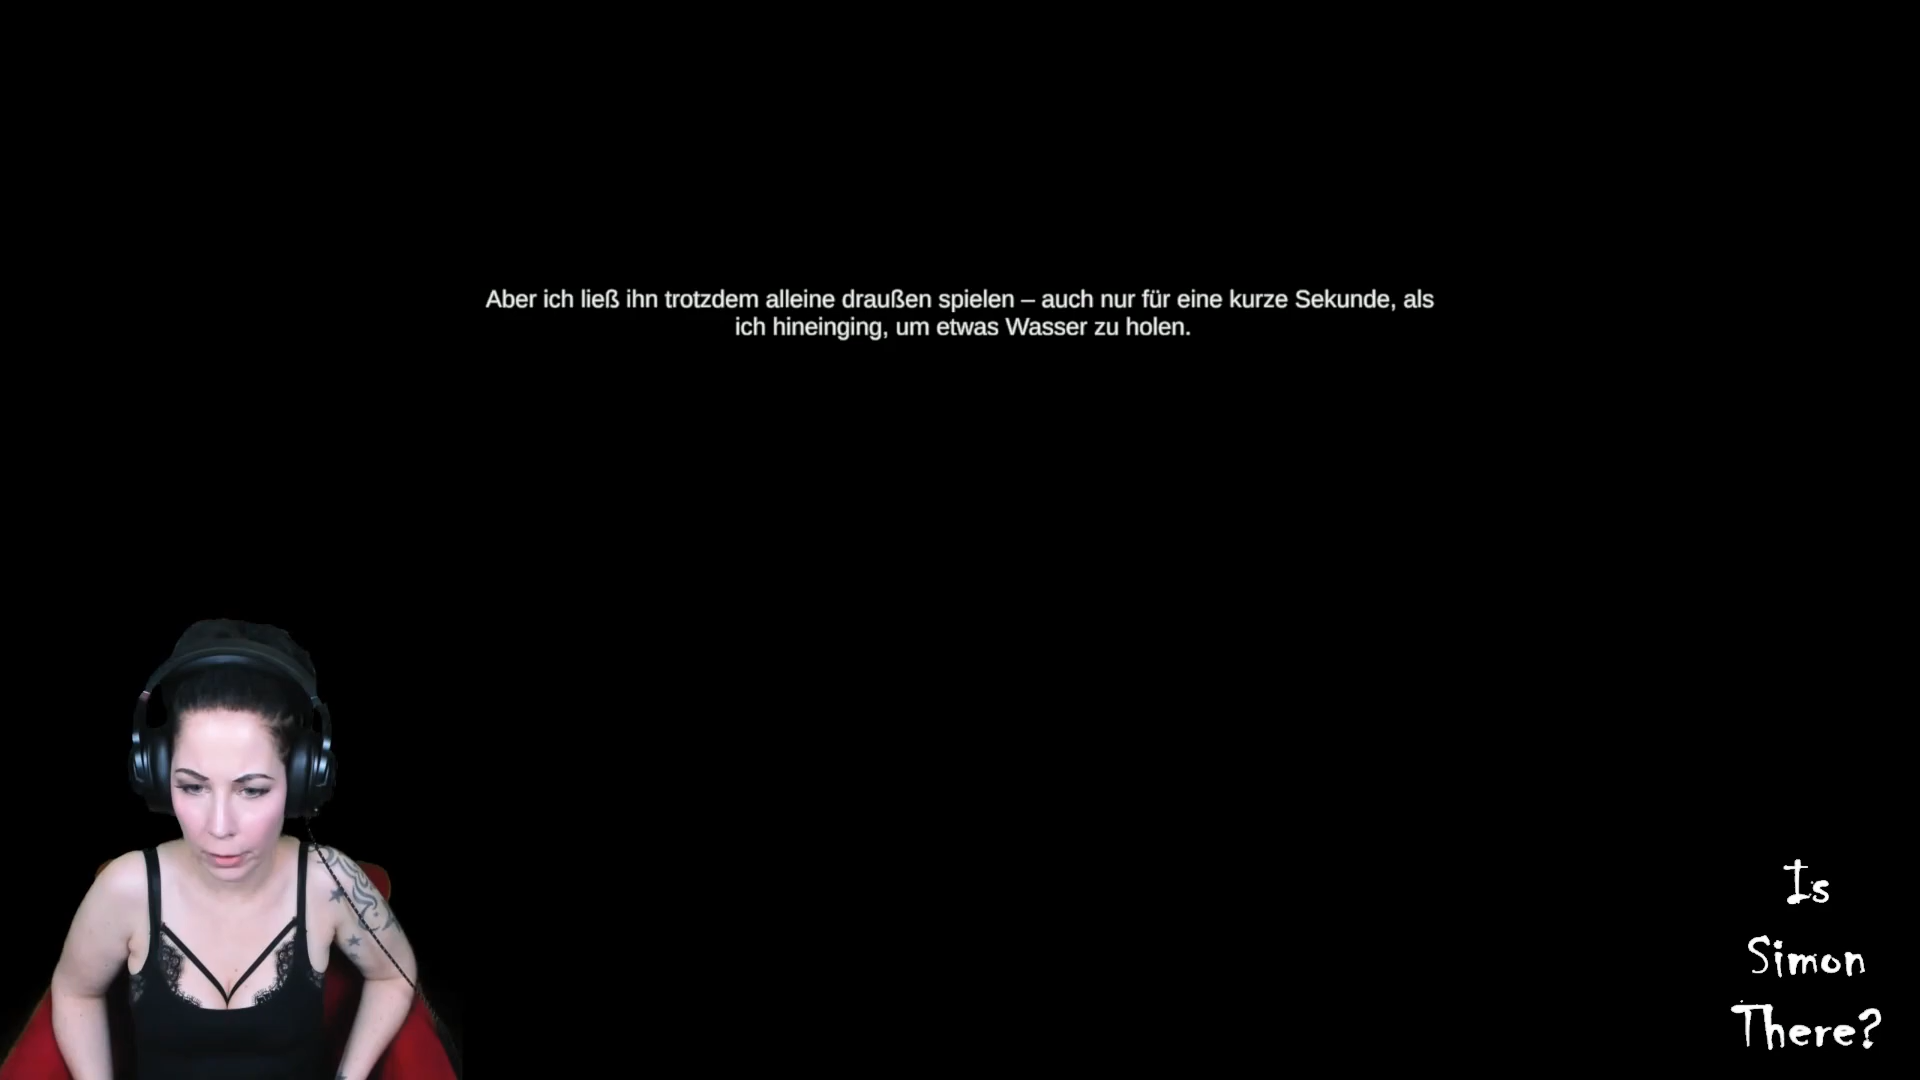 Aber ich ließ ihn trotzdem alleine draußen spielen – auch nur für eine kurze Sekunde, als
ich hineinging, um etwas Wasser zu holen.
Is
Simon
There?